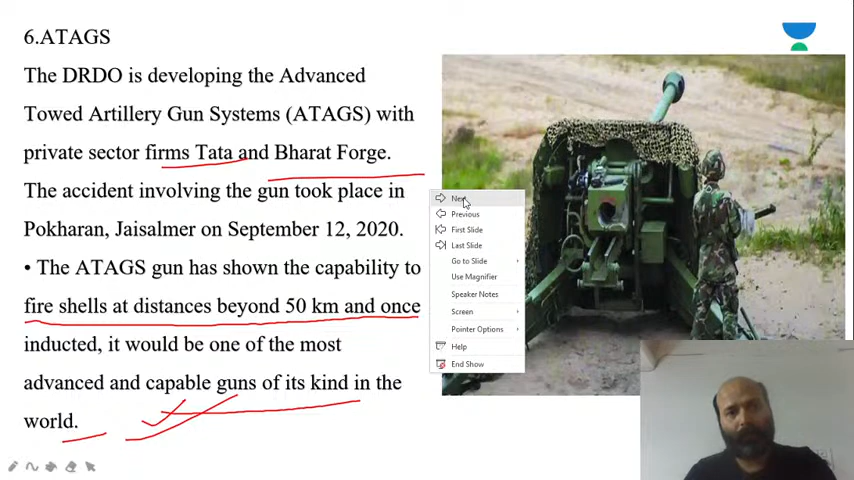 6.ATAGS
The DRDO is developing the Advanced
Towed Artillery Gun Systems (ATAGS) with
private sector firms Tata and Bharat Forge.
The accident involving the gun took place in
Pokharan, Jaisalmer on September 12, 2020.
• The ATAGS gun has shown the capability to
fire shells at distances beyond 50 km and once
inducted, it would be one of the most
advanced and capable guns of its kind in the
world.
Next
Previous
First Slide
Last Slide
Go to Slide
Use Magnifier
Speaker Notes
Screen
Pointer Options
Help
End Show